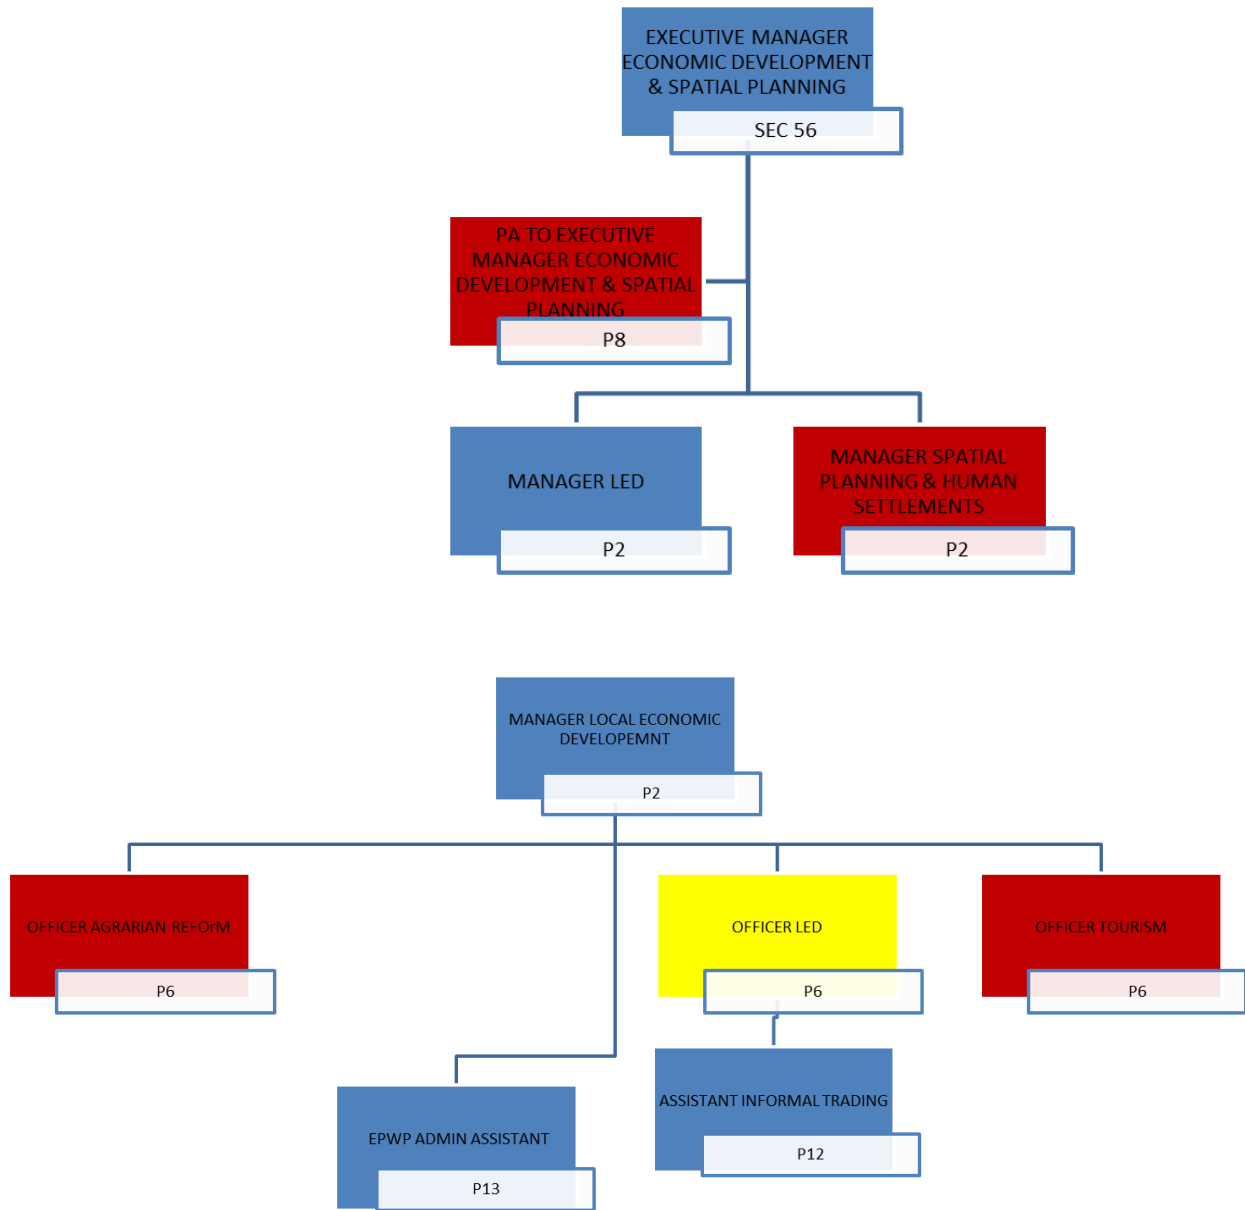 EXECUTIVE MANAGER
ECONOMIC DEVELOPMENT
& SPATIAL PLANNING
SEC 56
PA TO EXECUTIVE
MANAGER ECONOMIC
DEVELOPMENT & SPATIAL
PLANNING
P8
MANAGER LED
P2
MANAGER SPATIAL
PLANNING & HUMAN
SETTLEMENTS
P2
MANAGER LOCAL ECONOMIC
DEVELOPEMNT
P2
OFFICER AGRARIAN REFOrM
P6
OFFICER LED
P6
OFFICER TOURISM
P6
EPWP ADMIN ASSISTANT
P13
ASSISTANT INFORMAL TRADING
P12